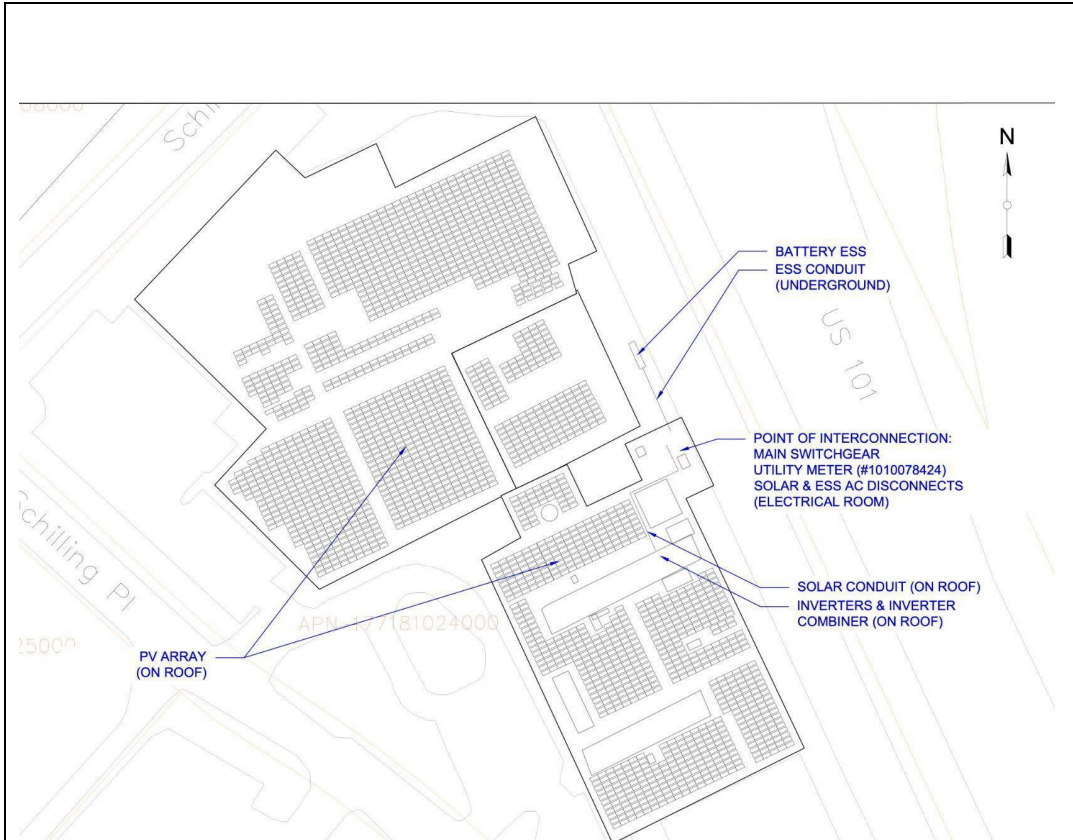 Schil
N
BATTERY ESS
ESS CONDUIT
(UNDERGROUND)
US 101
POINT OF INTERCONNECTION:
MAIN SWITCHGEAR
UTILITY METER (#1010078424)
SOLAR & ESS AC DISCONNECTS
(ELECTRICAL ROOM)
Schilling Pl
SOLAR CONDUIT (ON ROOF)
INVERTERS & INVERTER
COMBINER (ON ROOF)
APN-177181024000
PV ARRAY
(ON ROOF)